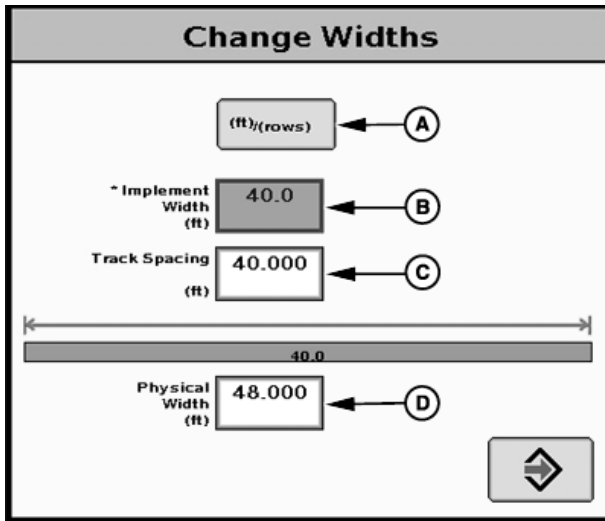 Change Widths
(ft)/(rows)
A
* Implement
Width
(ft)
40.0
B
Track Spacing
(ft)
40.000
C
40.0
Physical
Width
(ft)
48.000
D